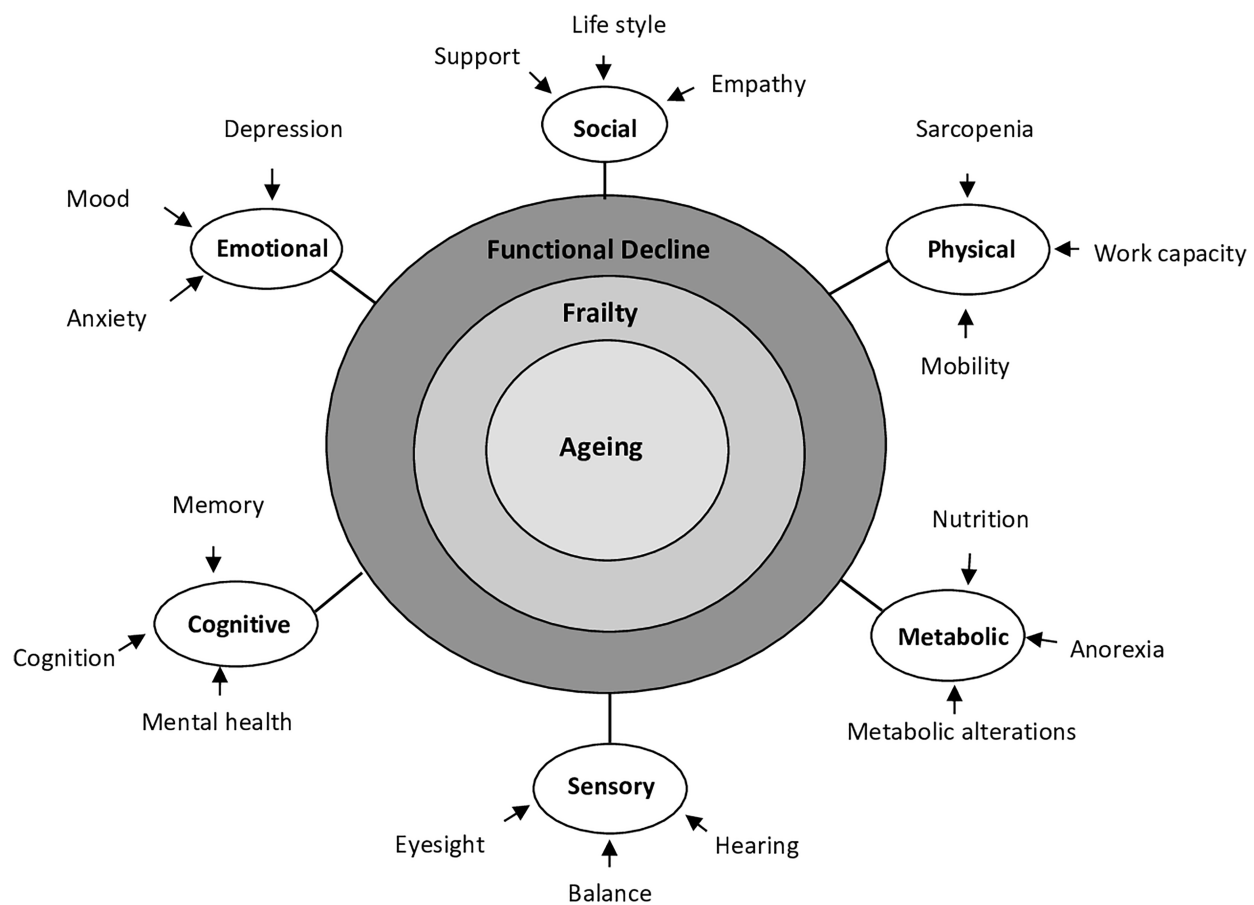 Life style
Support
Empathy
Social
Depression
Sarcopenia
Mood
Emotional
Functional Decline
Physical
Work capacity
Anxiety
Frailty
Mobility
Ageing
Memory
Nutrition
Cognitive
Metabolic
Cognition
Anorexia
Mental health
Metabolic alterations
Sensory
Eyesight
Hearing
Balance